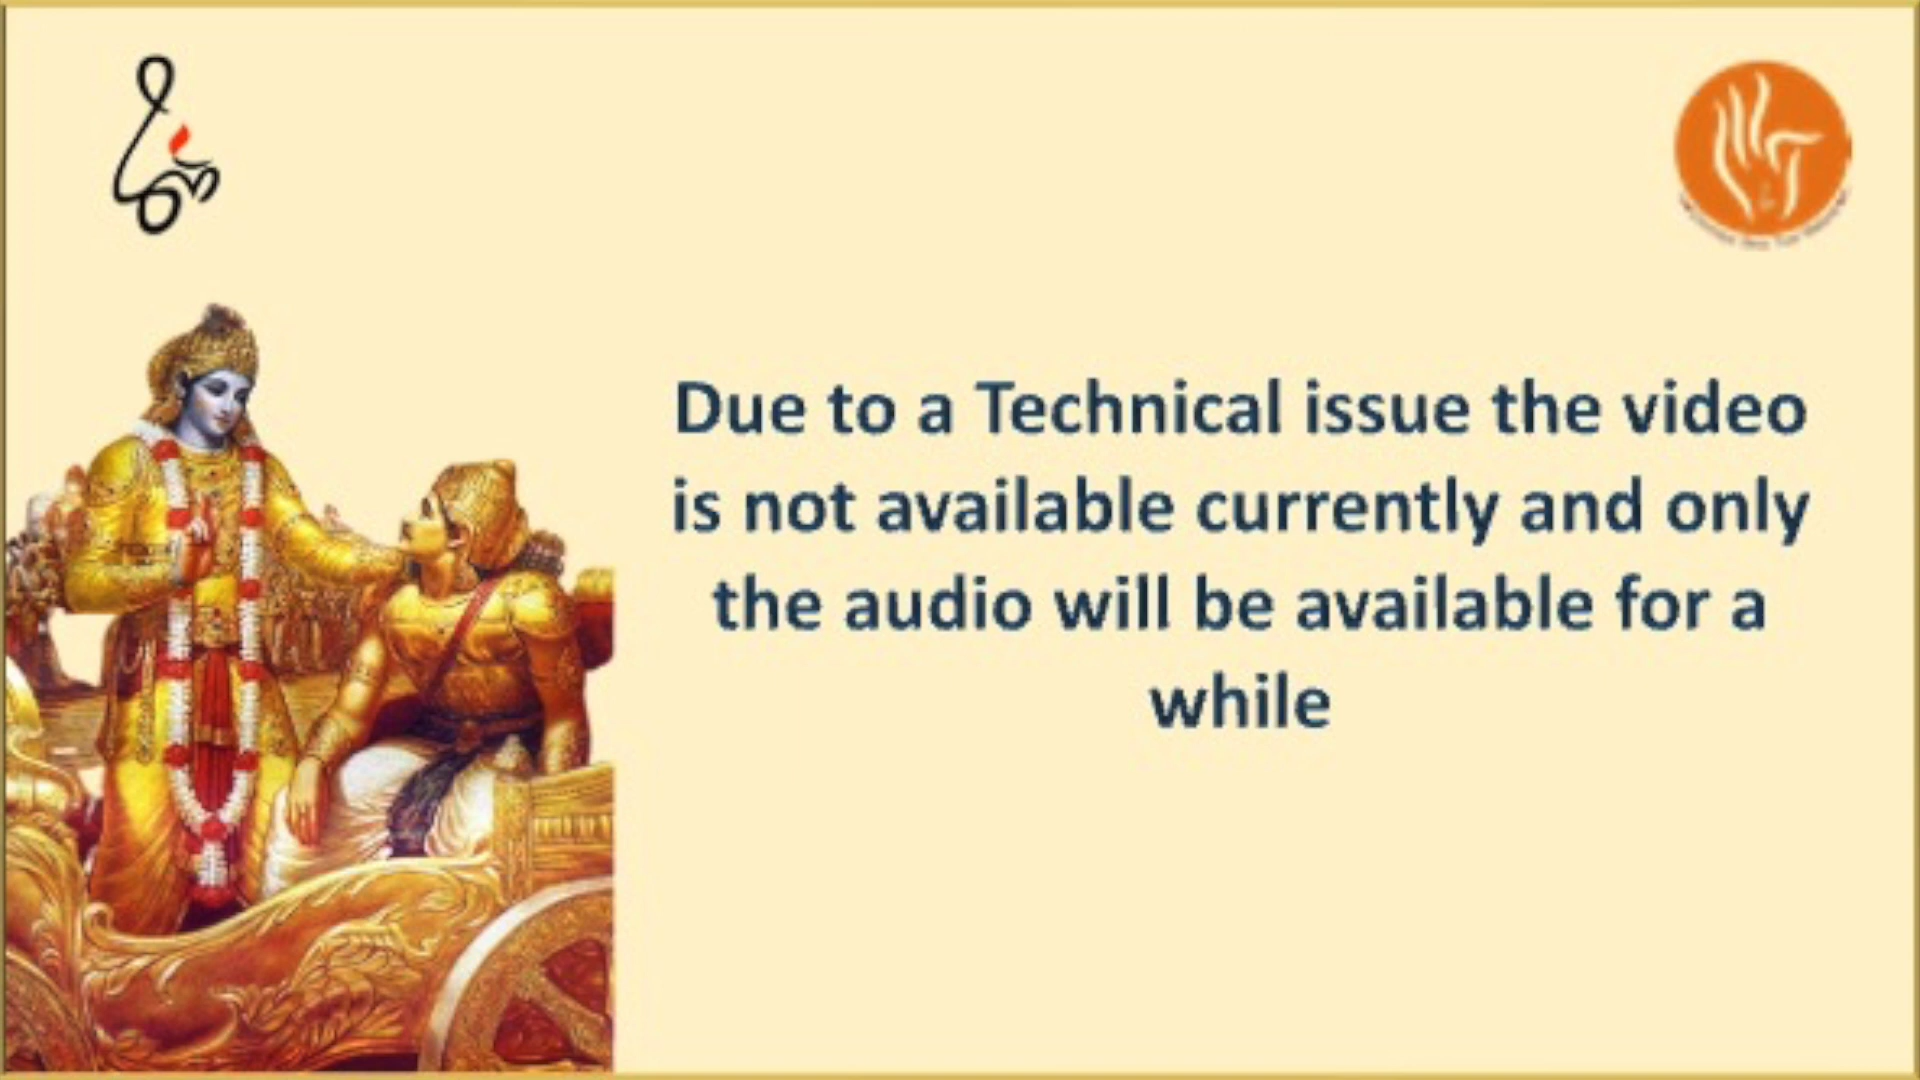 Due to a Technical issue the video
is not available currently and only
the audio will be available for a
while